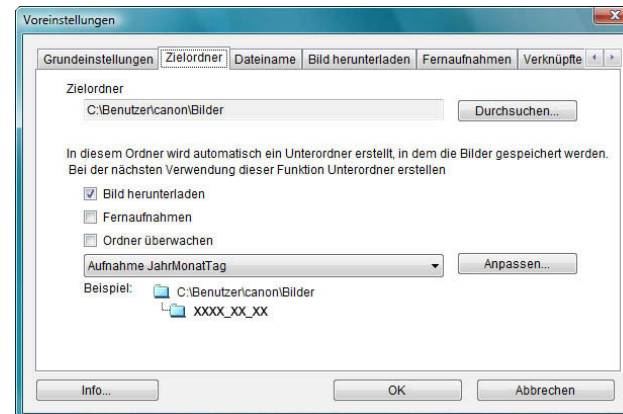 Voreinstellungen
Grundeinstellungen Zielordner Dateiname Bild herunterladen Fernaufnahmen Verknüpfte
Zielordner
C:\Benutzer\canon\Bilder Durchsuchen...
In diesem Ordner wird automatisch ein Unterordner erstellt, in dem die Bilder gespeichert werden.
Bei der nächsten Verwendung dieser Funktion Unterordner erstellen
Bild herunterladen
Fernaufnahmen
Ordner überwachen
Aufnahme JahrMonatTag Anpassen...
Beispiel: C:\Benutzer\canon\Bilder
XXXX_XX_XX
Info... OK Abbrechen